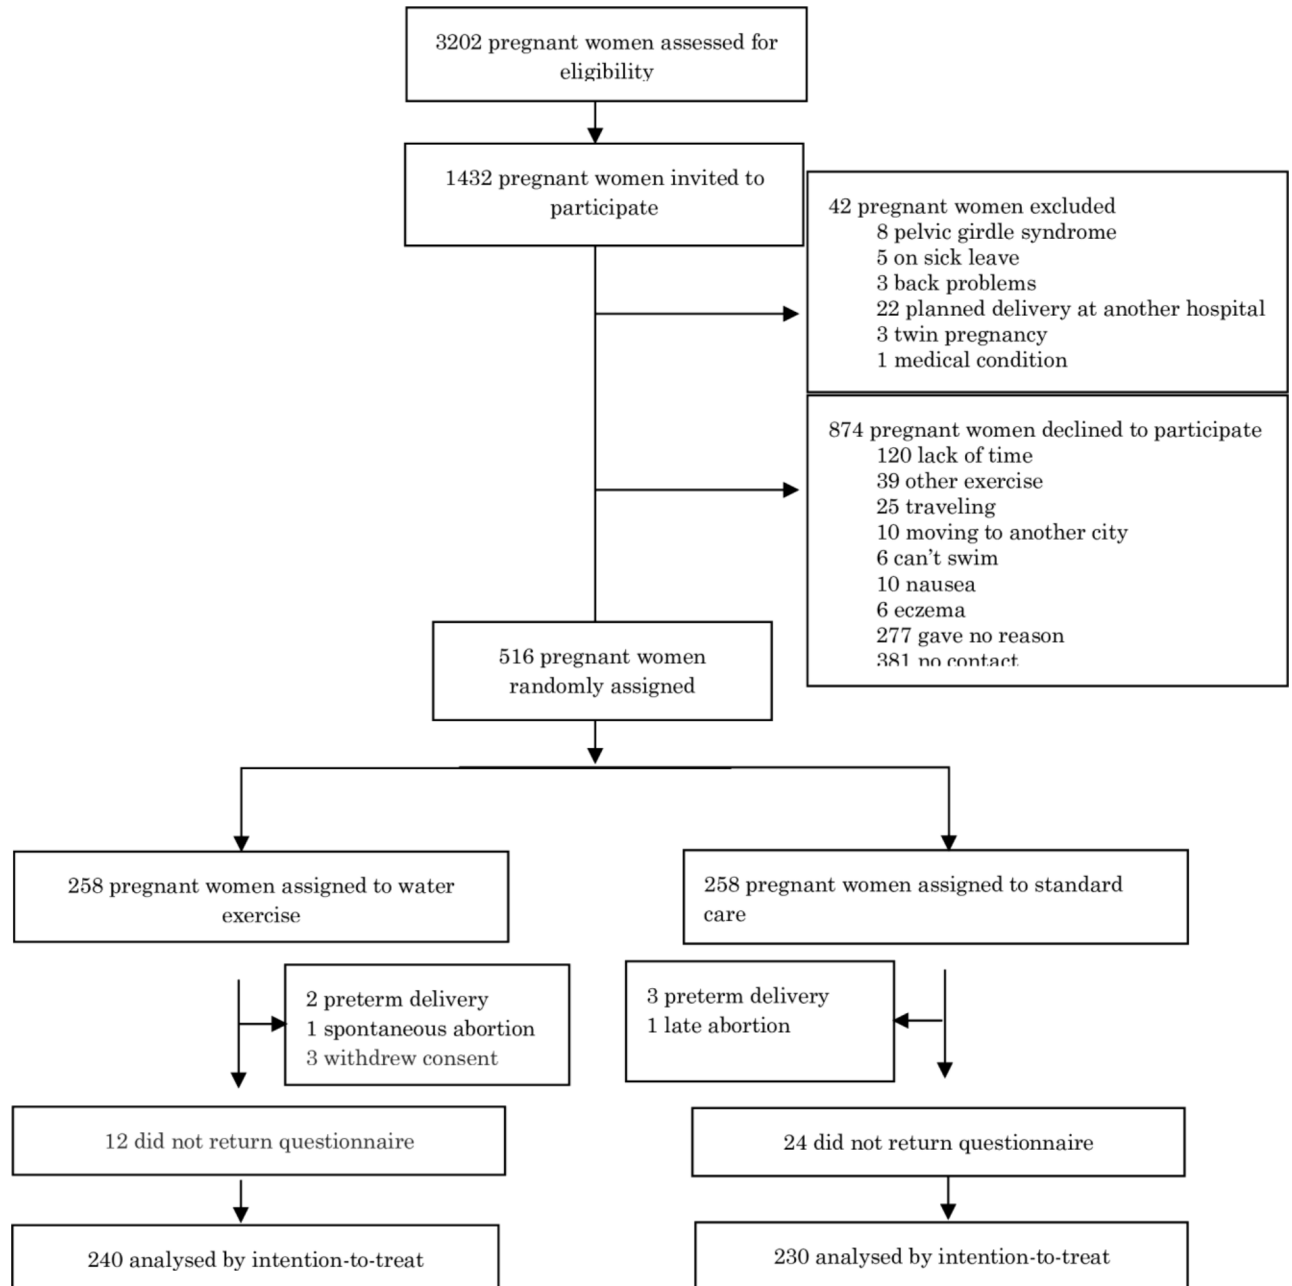 3202 pregnant women assessed for
eligibility
1432 pregnant women invited to
participate
42 pregnant women excluded
8 pelvic girdle syndrome
5 on sick leave
3 back problems
22 planned delivery at another hospital
3 twin pregnancy
1 medical condition
874 pregnant women declined to participate
120 lack of time
39 other exercise
25 traveling
10 moving to another city
6 can’t swim
10 nausea
6 eczema
277 gave no reason
381 no contact
516 pregnant women
randomly assigned
258 pregnant women assigned to water
exercise
258 pregnant women assigned to standard
care
2 preterm delivery
1 spontaneous abortion
3 withdrew consent
3 preterm delivery
1 late abortion
12 did not return questionnaire
24 did not return questionnaire
240 analysed by intention-to-treat
230 analysed by intention-to-treat